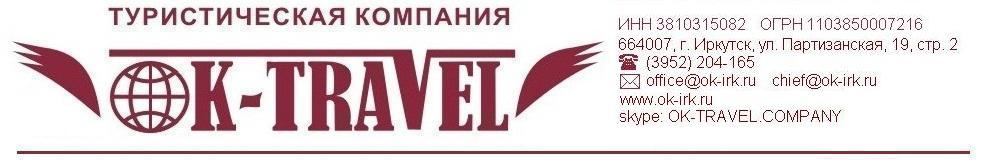 ТУРИСТИЧЕСКАЯ КОМПАНИЯ
OK-TRAVEL
ИНН 3810315082 ОГРН 1103850007216
664007, г. Иркутск, ул. Партизанская, 19, стр. 2
(3952) 204-165
office@ok-irk.ru chief@ok-irk.ru
www.ok-irk.ru
skype: OK-TRAVEL.COMPANY